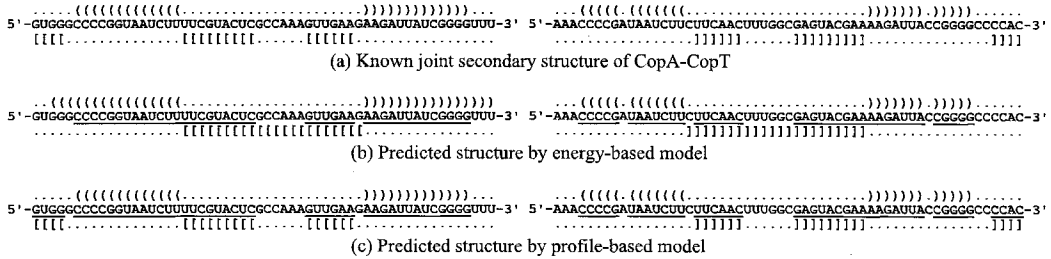 ..((((((((((((((((......................))))))))))))))))   ...(((((.(((((((......................))))))).)))))......
5'-GUGGGCCCCGGUAAUCUUUUCGUACUCGCCAAAGUUGAAGAAGAUUAUCGGGGUUU-3'   5'-AAACCCCGAUAAUCUUCUUCAACUUUGGCGAGUACGAAAAGAUUACCGGGGCCCCAC-3'
[[[[..............[[[[[[[[[......[[[[[[.................   .................]]]]]]......]]]]]]]]]...............]]]]
(a) Known joint secondary structure of CopA-CopT
..((((((((((((((((......................))))))))))))))))   ...(((((.(((((((......................))))))).)))))......
5'-GUGGGCCCCGGUAAUCUUUUCGUACUCGCCAAAGUUGAAGAAGAUUAUCGGGGUUU-3'   5'-AAACCCCGAUAAUCUUCUUCAACUUUGGCGAGUACGAAAAGAUUACCGGGGCCCCAC-3'
..................[[[[[[[[[[[[[[[[[[[[[[................   ................]]]]]]]]]]]]]]]]]]]]]]...................
(b) Predicted structure by energy-based model
.....(((((((((((((......................)))))))))))))...   ...(((((.(((((((......................))))))).)))))......
5'-GUGGGCCCCGGUAAUCUUUUCGUACUCGCCAAAGUUGAAGAAGAUUAUCGGGGUUU-3'   5'-AAACCCCGAUAAUCUUCUUCAACUUUGGCGAGUACGAAAAGAUUACCGGGGCCCCAC-3'
[[[[..............[[[[[[[[[......[[[[[[.................   .................]]]]]]......]]]]]]]]]...............]]]]
(c) Predicted structure by profile-based model